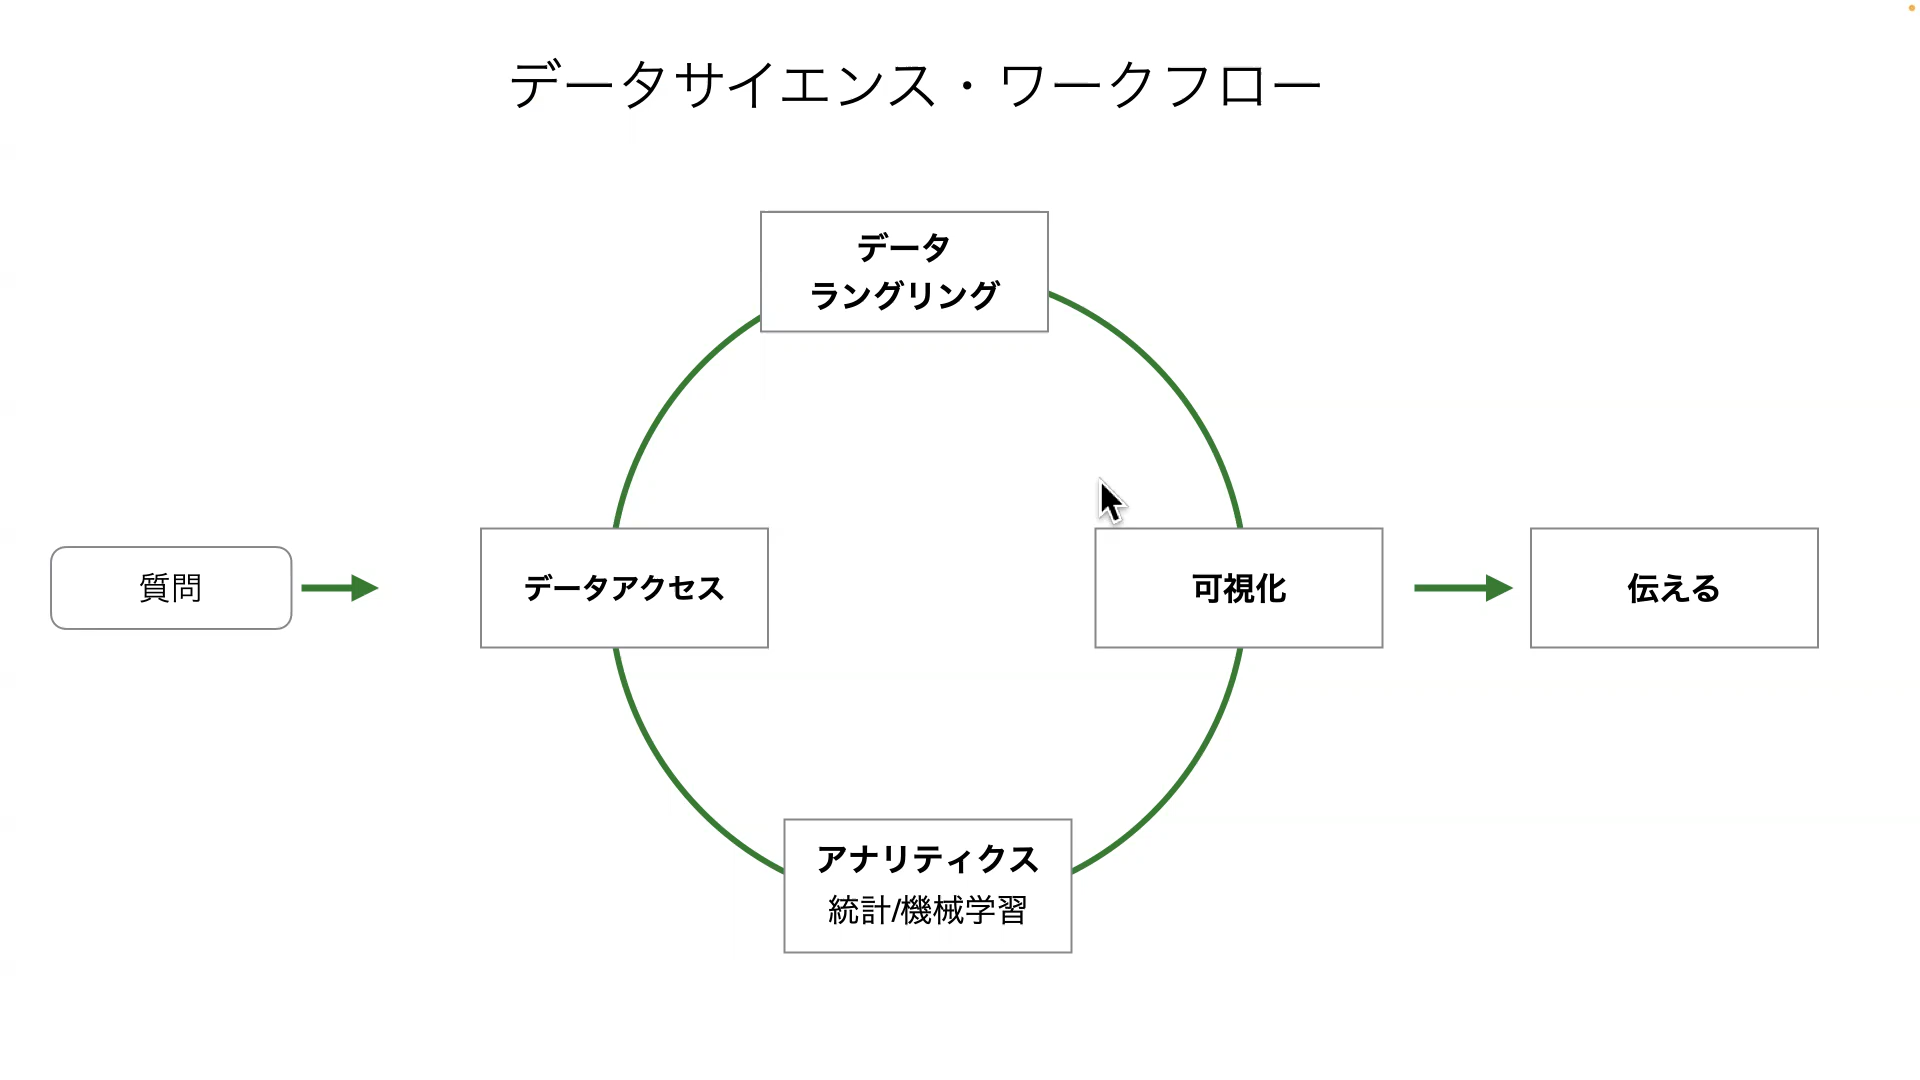 データサイエンス・ワークフロー
データ
ラングリング
質問
データアクセス
可視化
伝える
アナリティクス
統計/機械学習